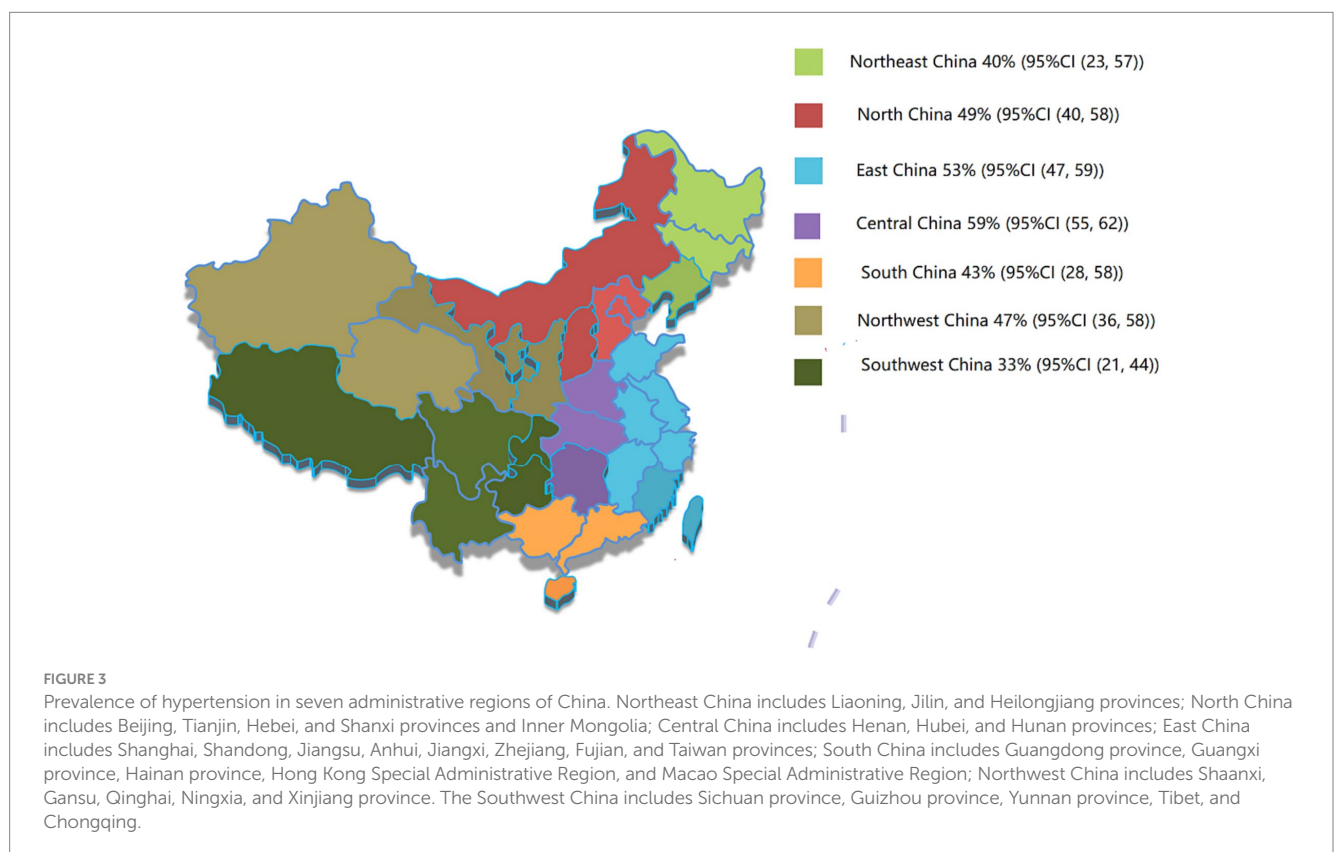 Northeast China 40% (95%CI (23, 57))
North China 49% (95%CI (40, 58))
East China 53% (95%CI (47, 59))
Central China 59% (95%CI (55, 62))
South China 43% (95%CI (28, 58))
Northwest China 47% (95%CI (36, 58))
Southwest China 33% (95%CI (21, 44))
FIGURE 3
Prevalence of hypertension in seven administrative regions of China. Northeast China includes Liaoning, Jilin, and Heilongjiang provinces; North China
includes Beijing, Tianjin, Hebei, and Shanxi provinces and Inner Mongolia; Central China includes Henan, Hubei, and Hunan provinces; East China
includes Shanghai, Shandong, Jiangsu, Anhui, Jiangxi, Zhejiang, Fujian, and Taiwan provinces; South China includes Guangdong province, Guangxi
province, Hainan province, Hong Kong Special Administrative Region, and Macao Special Administrative Region; Northwest China includes Shaanxi,
Gansu, Qinghai, Ningxia, and Xinjiang province. The Southwest China includes Sichuan province, Guizhou province, Yunnan province, Tibet, and
Chongqing.